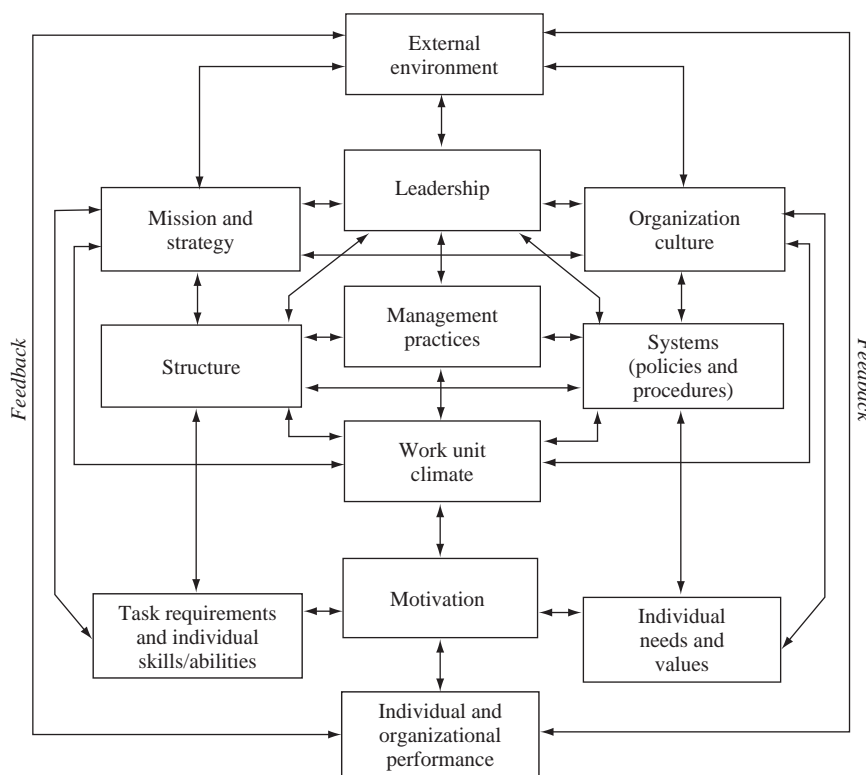 External
environment
Leadership
Mission and
strategy
Organization
culture
Management
practices
Structure
Systems
(policies and
procedures)
Feedback
Feedback
Work unit
climate
Motivation
Task requirements
and individual
skills/abilities
Individual
needs and
values
Individual and
organizational
performance